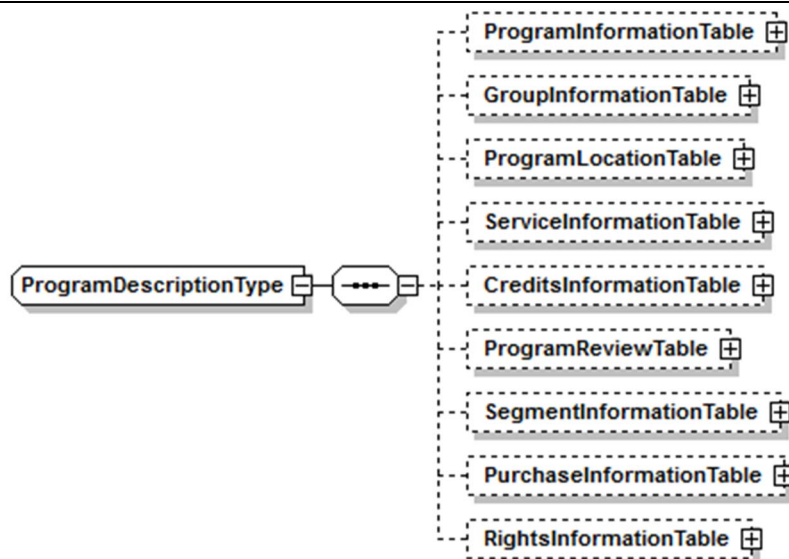 ProgramInformationTable
GroupInformationTable
ProgramLocationTable
ServiceInformationTable
ProgramDescriptionType
CreditsInformationTable
ProgramReviewTable
SegmentInformationTable
PurchaseInformationTable
RightsInformationTable